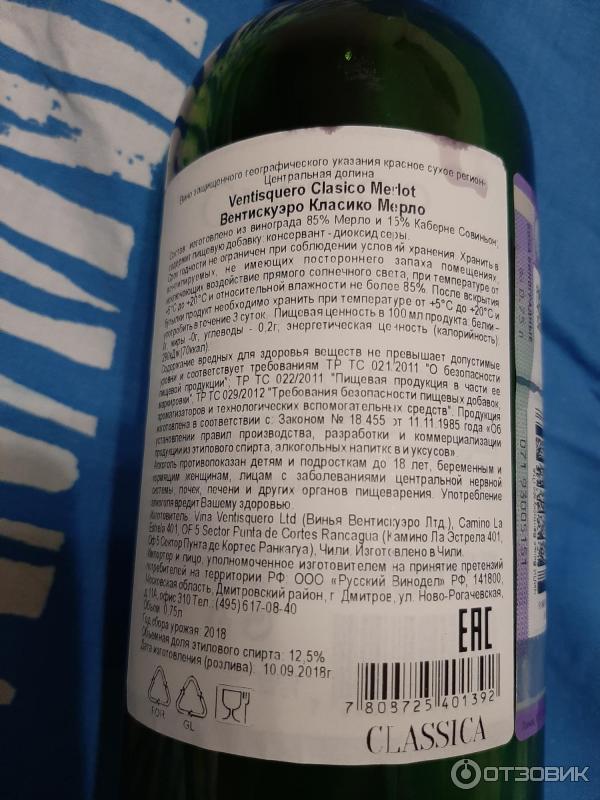 Вино защищенного географического указания красное сухое регион-
Центральная долина
Ventisquero Clasico Merlot
Вентискуэро Класико Мерло
Состав: изготовлено из винограда 85% Мерло и 15% Каберне Совиньон;
содержит пищевую добавку: консервант - диоксид серы.
Срок годности не ограничен при соблюдении условий хранения. Хранить в
вентилируемых, не имеющих постороннего запаха помещениях,
исключающих воздействие прямого солнечного света, при температуре от
+5°С до +20°С и относительной влажности не более 85%. После вскрытия
бутылки продукт необходимо хранить при температуре от +5°С до +20°С и
употребить в течение 3 суток. Пищевая ценность в 100 мл продукта: белки-
жиры -0г, углеводы - 0,2г; энергетическая ценность (калорийность):
(70ккал).
Содержание вредных для здоровья веществ не превышает допустимые
уровни и соответствует требованиям ТР ТС 021/2011 "О безопасности
пищевой продукции"; ТР ТС 022/2011 "Пищевая продукция в части ее
маркировки"; ТР ТС 029/2012 "Требования безопасности пищевых добавок,
ароматизаторов и технологических вспомогательных средств". Продукция
изготовлена в соответствии с: Законом № 18 455 от 11.11.1985 года «Об
установлении правил производства, разработки и коммерциализации
продукции из этилового спирта, алкогольных напитков и уксусов»
Алкоголь противопоказан детям и подросткам до 18 лет, беременным и
кормящим женщинам, лицам с заболеваниями центральной нервной
системы, почек, печени и других органов пищеварения. Употребление
алкоголя вредит Вашему здоровью.
Изготовитель: Vina Ventisquero Ltd (Винья Вентискуэро Лтд.), Camino La
Estrela 401, OF 5 Sector Punta de Cortes Rancagua (Камино Ла Эстрела 401,
Оф 5 Сектор Пунта де Кортес Ранкагуа), Чили. Изготовлено в Чили.
Импортер и лицо, уполномоченное изготовителем на принятие претензий
потребителей на территории РФ: ООО «Русский Винодел» РФ, 141800,
Московская область, Дмитровский район, г. Дмитров, ул. Ново-Рогачевская,
д.11А, офис 310 Тел.:(495)617-08-40
Объем: 0,75л
Год сбора урожая: 2018
Объемная доля этилового спирта: 12,5%
Дата изготовления (розлива): 10.09.2018г.
EAC
7 808725 401392
FOR
GL
CLASSICA
ОТЗОВИК